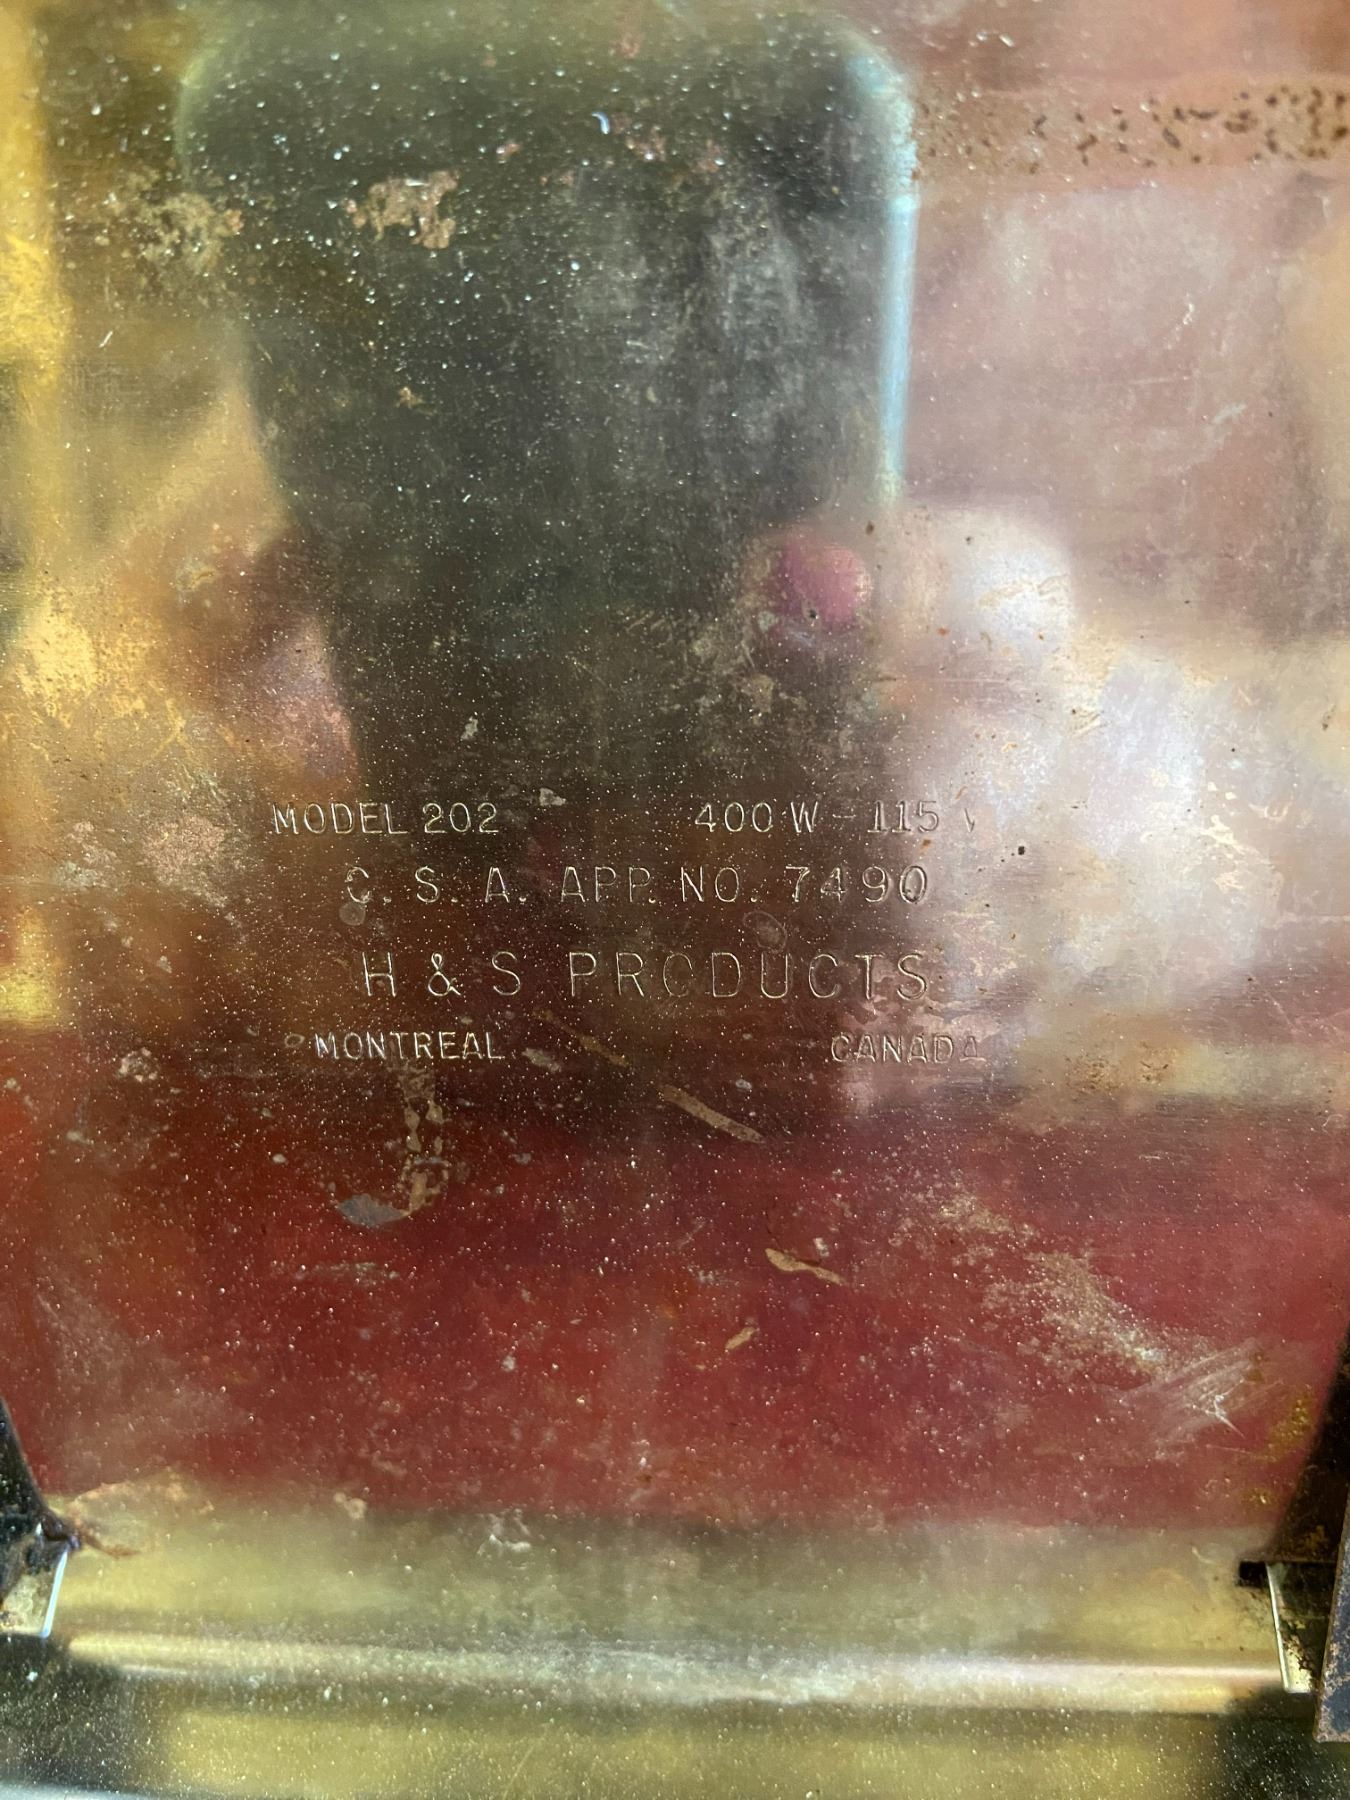 MODEL 202 400 W - 115 V
C. S. A. APP. NO. 7490
H & S PRODUCTS
MONTREAL CANADA